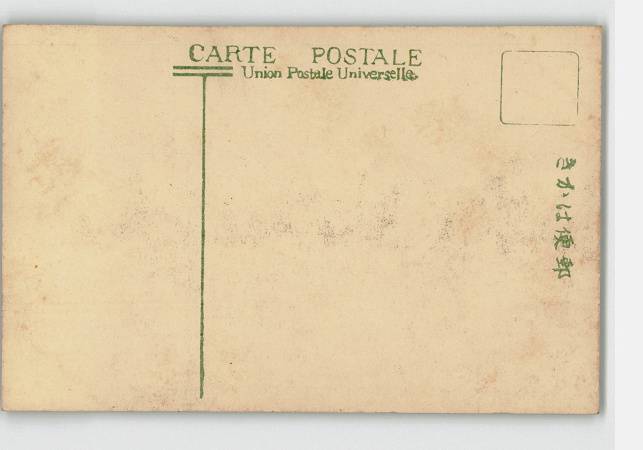 CARTE POSTALE
Union Postale Universelle.
きかは便郵